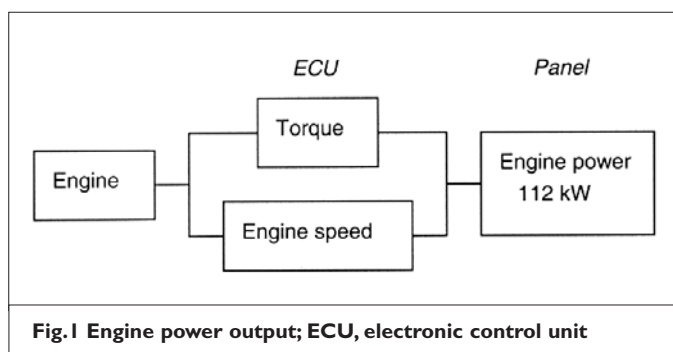 ECU
Panel
Torque
Engine
Engine speed
Engine power
112 kW
Fig.1 Engine power output; ECU, electronic control unit